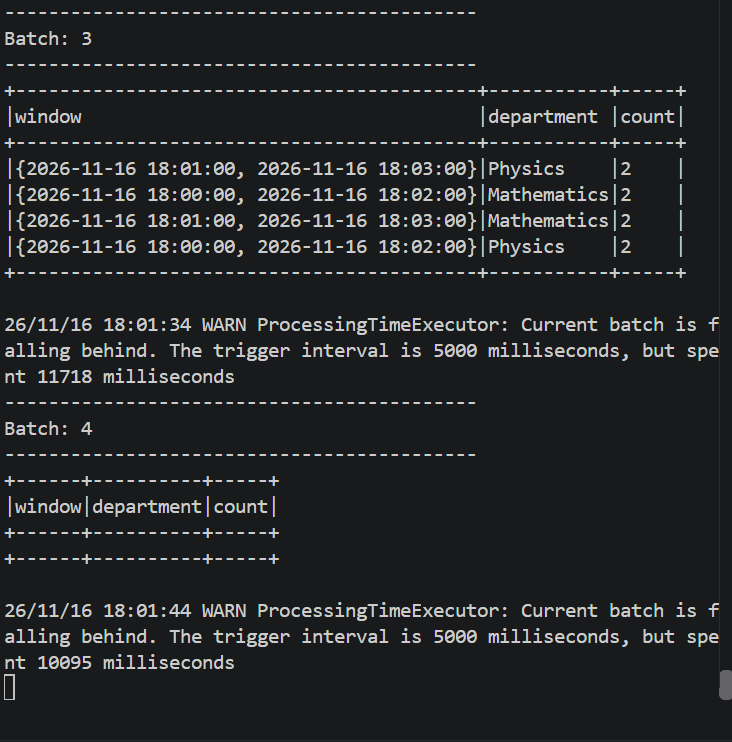 -------------------------------------------
Batch: 3
-------------------------------------------
+------------------------------------------+-----------+-----+
|window                                    |department |count|
+------------------------------------------+-----------+-----+
|{2026-11-16 18:01:00, 2026-11-16 18:03:00}|Physics    |2    |
|{2026-11-16 18:00:00, 2026-11-16 18:02:00}|Mathematics|2    |
|{2026-11-16 18:01:00, 2026-11-16 18:03:00}|Mathematics|2    |
|{2026-11-16 18:00:00, 2026-11-16 18:02:00}|Physics    |2    |
+------------------------------------------+-----------+-----+

26/11/16 18:01:34 WARN ProcessingTimeExecutor: Current batch is f
alling behind. The trigger interval is 5000 milliseconds, but spe
nt 11718 milliseconds
-------------------------------------------
Batch: 4
-------------------------------------------
+------+----------+-----+
|window|department|count|
+------+----------+-----+
+------+----------+-----+

26/11/16 18:01:44 WARN ProcessingTimeExecutor: Current batch is f
alling behind. The trigger interval is 5000 milliseconds, but spe
nt 10095 milliseconds